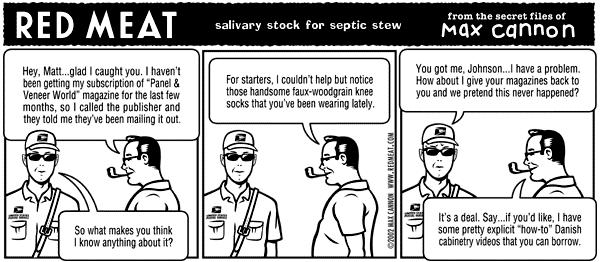 RED MEAT
salivary stock for septic stew
from the secret files of
max cannon
Hey, Matt...glad I caught you. I haven't
been getting my subscription of "Panel &
Veneer World" magazine for the last few
months, so I called the publisher and
they told me they've been mailing it out.
So what makes you think
I know anything about it?
For starters, I couldn't help but notice
those handsome faux-woodgrain knee
socks that you've been wearing lately.
©2002 MAX CANNON WWW.REDMEAT.COM
You got me, Johnson...I have a problem.
How about I give your magazines back to
you and we pretend this never happened?
It's a deal. Say...if you'd like, I have
some pretty explicit "how-to" Danish
cabinetry videos that you can borrow.